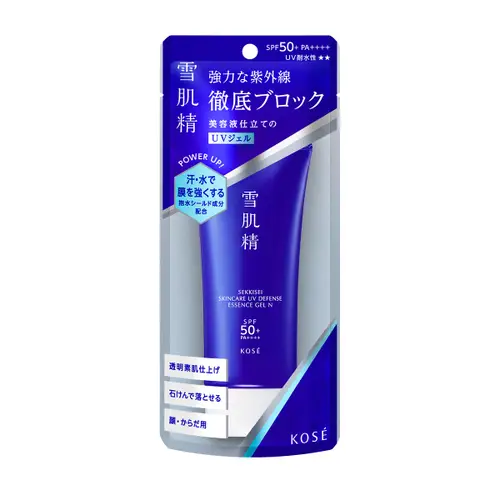 SPF50+ PA++++
UV耐水性 ★★
雪肌精
強力な紫外線
徹底ブロック
美容液仕立ての
UVジェル
POWER UP!
汗・水で
膜を強くする
撥水シールド成分
配合
雪肌精
SEKKISEI
SKINCARE UV DEFENSE
ESSENCE GEL N
SPF
50+
PA++++
KOSÉ
透明素肌仕上げ
石けんで落とせる
顔・からだ用
KOSÉ